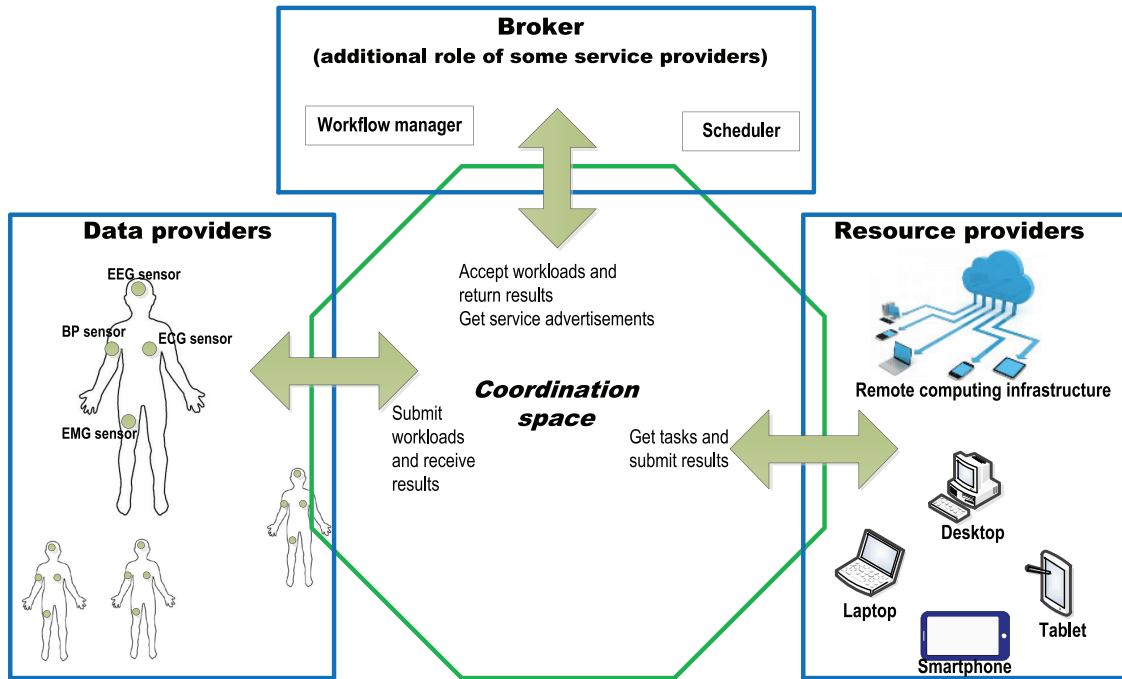 Broker
(additional role of some service providers)
Workflow manager
Scheduler
Data providers
EEG sensor
BP sensor
ECG sensor
EMG sensor
Accept workloads and
return results
Get service advertisements
Coordination
space
Submit
workloads
and receive
results
Get tasks and
submit results
Resource providers
Remote computing infrastructure
Desktop
Laptop
Tablet
Smartphone